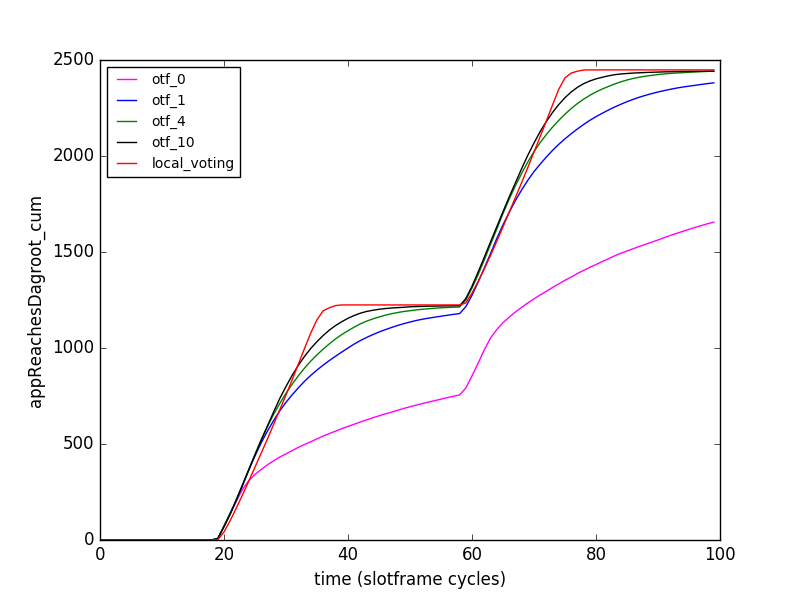 2500
2000
1500
1000
500
0
appReachesDagroot_cum
otf_0
otf_1
otf_4
otf_10
local_voting
0 20 40 60 80 100
time (slotframe cycles)